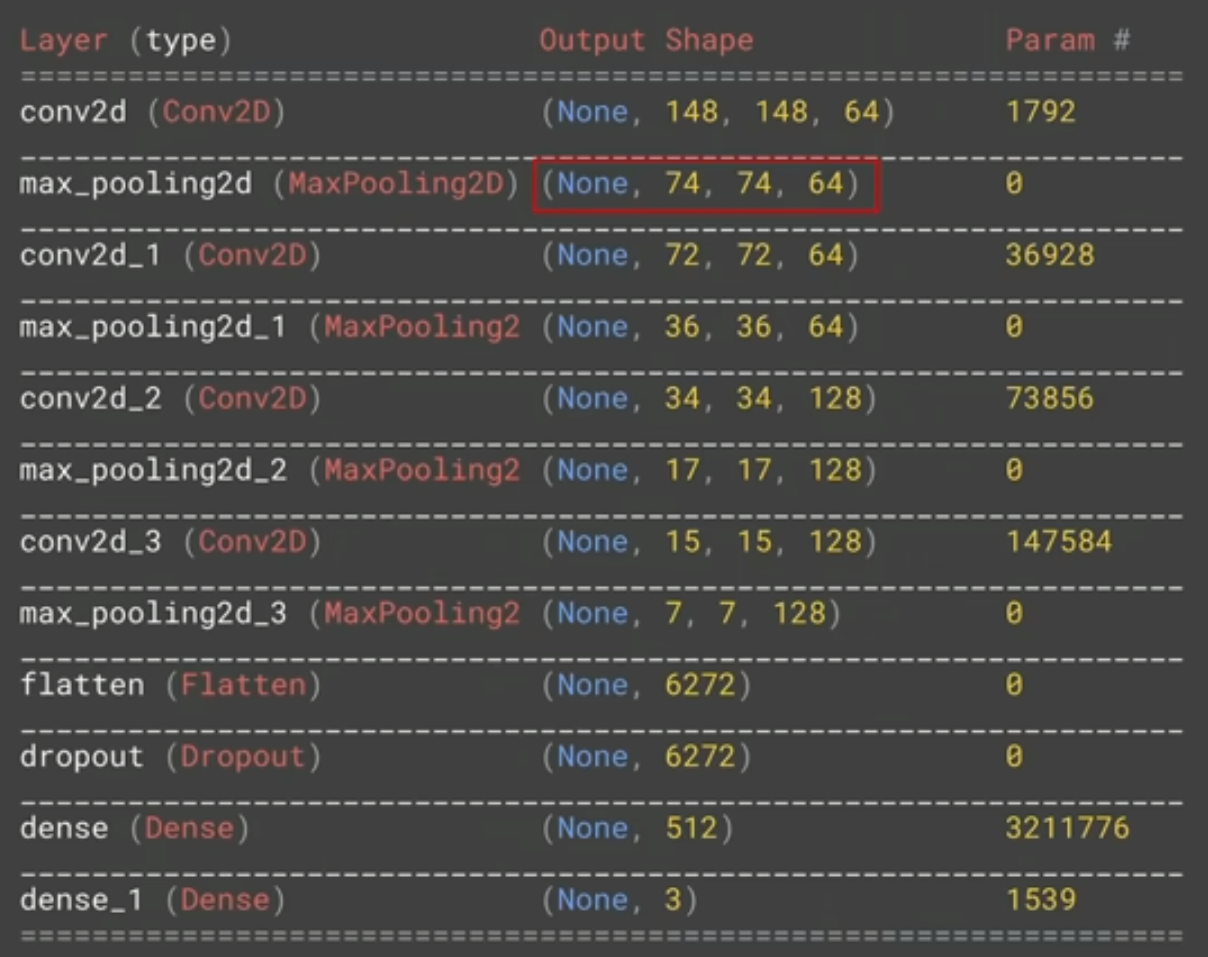 Layer (type) Output Shape Param #
=================================================================
conv2d (Conv2D) (None, 148, 148, 64) 1792
_________________________________________________________________
max_pooling2d (MaxPooling2D) (None, 74, 74, 64) 0
_________________________________________________________________
conv2d_1 (Conv2D) (None, 72, 72, 64) 36928
_________________________________________________________________
max_pooling2d_1 (MaxPooling2 (None, 36, 36, 64) 0
_________________________________________________________________
conv2d_2 (Conv2D) (None, 34, 34, 128) 73856
_________________________________________________________________
max_pooling2d_2 (MaxPooling2 (None, 17, 17, 128) 0
_________________________________________________________________
conv2d_3 (Conv2D) (None, 15, 15, 128) 147584
_________________________________________________________________
max_pooling2d_3 (MaxPooling2 (None, 7, 7, 128) 0
_________________________________________________________________
flatten (Flatten) (None, 6272) 0
_________________________________________________________________
dropout (Dropout) (None, 6272) 0
_________________________________________________________________
dense (Dense) (None, 512) 3211776
_________________________________________________________________
dense_1 (Dense) (None, 3) 1539
=================================================================